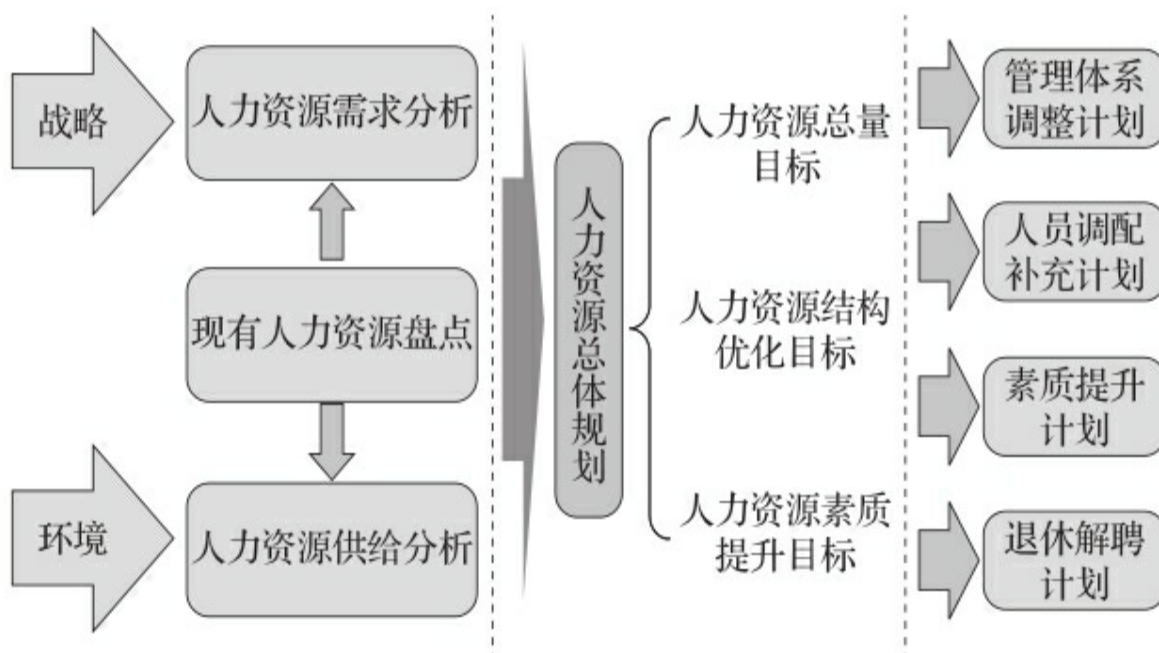 战略
人力资源需求分析
现有人力资源盘点
环境
人力资源供给分析
人力资源总体规划
人力资源总量
目标
人力资源结构
优化目标
人力资源素质
提升目标
管理体系
调整计划
人员调配
补充计划
素质提升
计划
退休解聘
计划